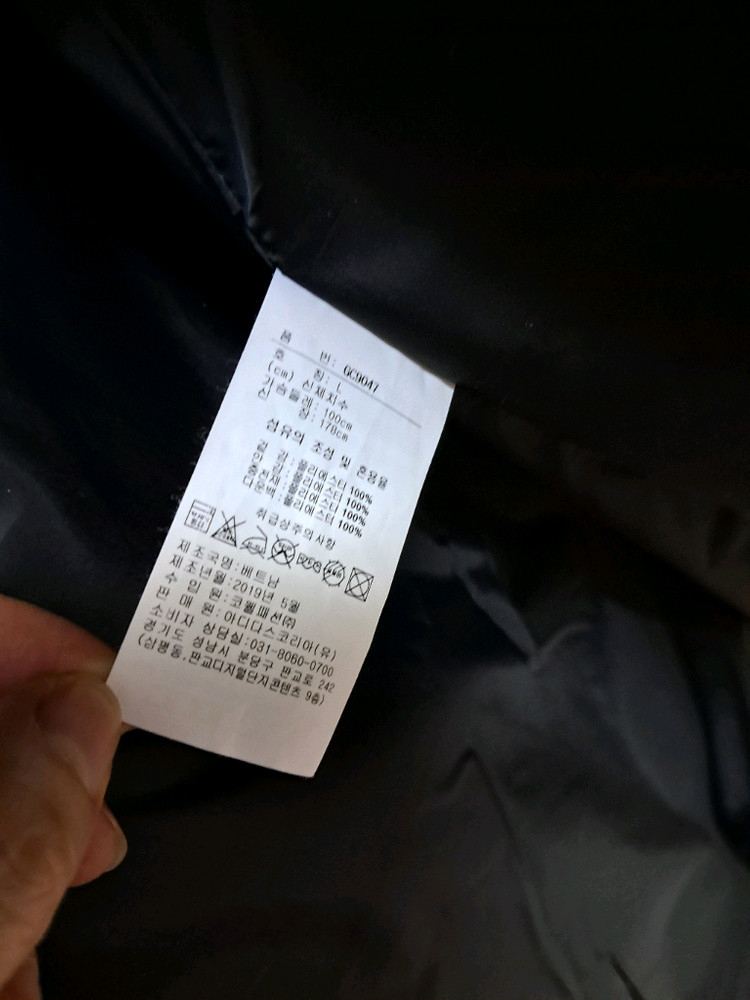 품 번: GC9047
호 칭: L
(cm) 신체치수
가슴둘레: 100cm
신 장: 178cm
섬유의 조성 및 혼용율
겉 감: 폴리에스터 100%
안 감: 폴리에스터 100%
충전재: 폴리에스터 100%
다운백: 폴리에스터 100%
취급상주의사항
제조국명:베트남
제조년월:2019년 5월
수 입 원:코웰패션㈜
판 매 원:아디다스코리아(유)
소비자 상담실:031-8060-0700
경기도 성남시 분당구 판교로 242
(삼평동,판교디지털단지콘텐츠 9층)